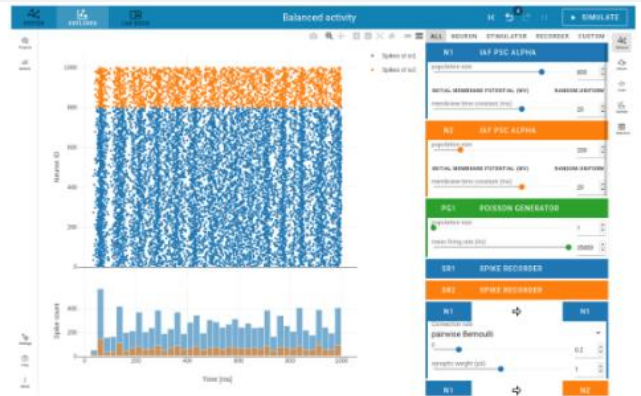 EXPLORER
LAB BOOK
Balanced activity
SIMULATE
ALL NEURON STIMULATOR RECORDER CUSTOM
Spikes of n1
Spikes of n2
N1 IAF PSC ALPHA
population size
800
INITIAL MEMBRANE POTENTIAL (MV) RANDOM UNIFORM
membrane time constant (ms)
20
N2 IAF PSC ALPHA
population size
200
INITIAL MEMBRANE POTENTIAL (MV) RANDOM UNIFORM
membrane time constant (ms)
20
PG1 POISSON GENERATOR
population size
1
mean firing rate (Hz)
SR1 SPIKE RECORDER
SR2 SPIKE RECORDER
N1 N1
connection rule
pairwise Bernoulli
p
0.2
synaptic weight (pA)
1
N1 N2
1000
800
600
400
200
0
Neuron ID
400
200
0
Spike count
0 200 400 600 800 1000
Time [ms]